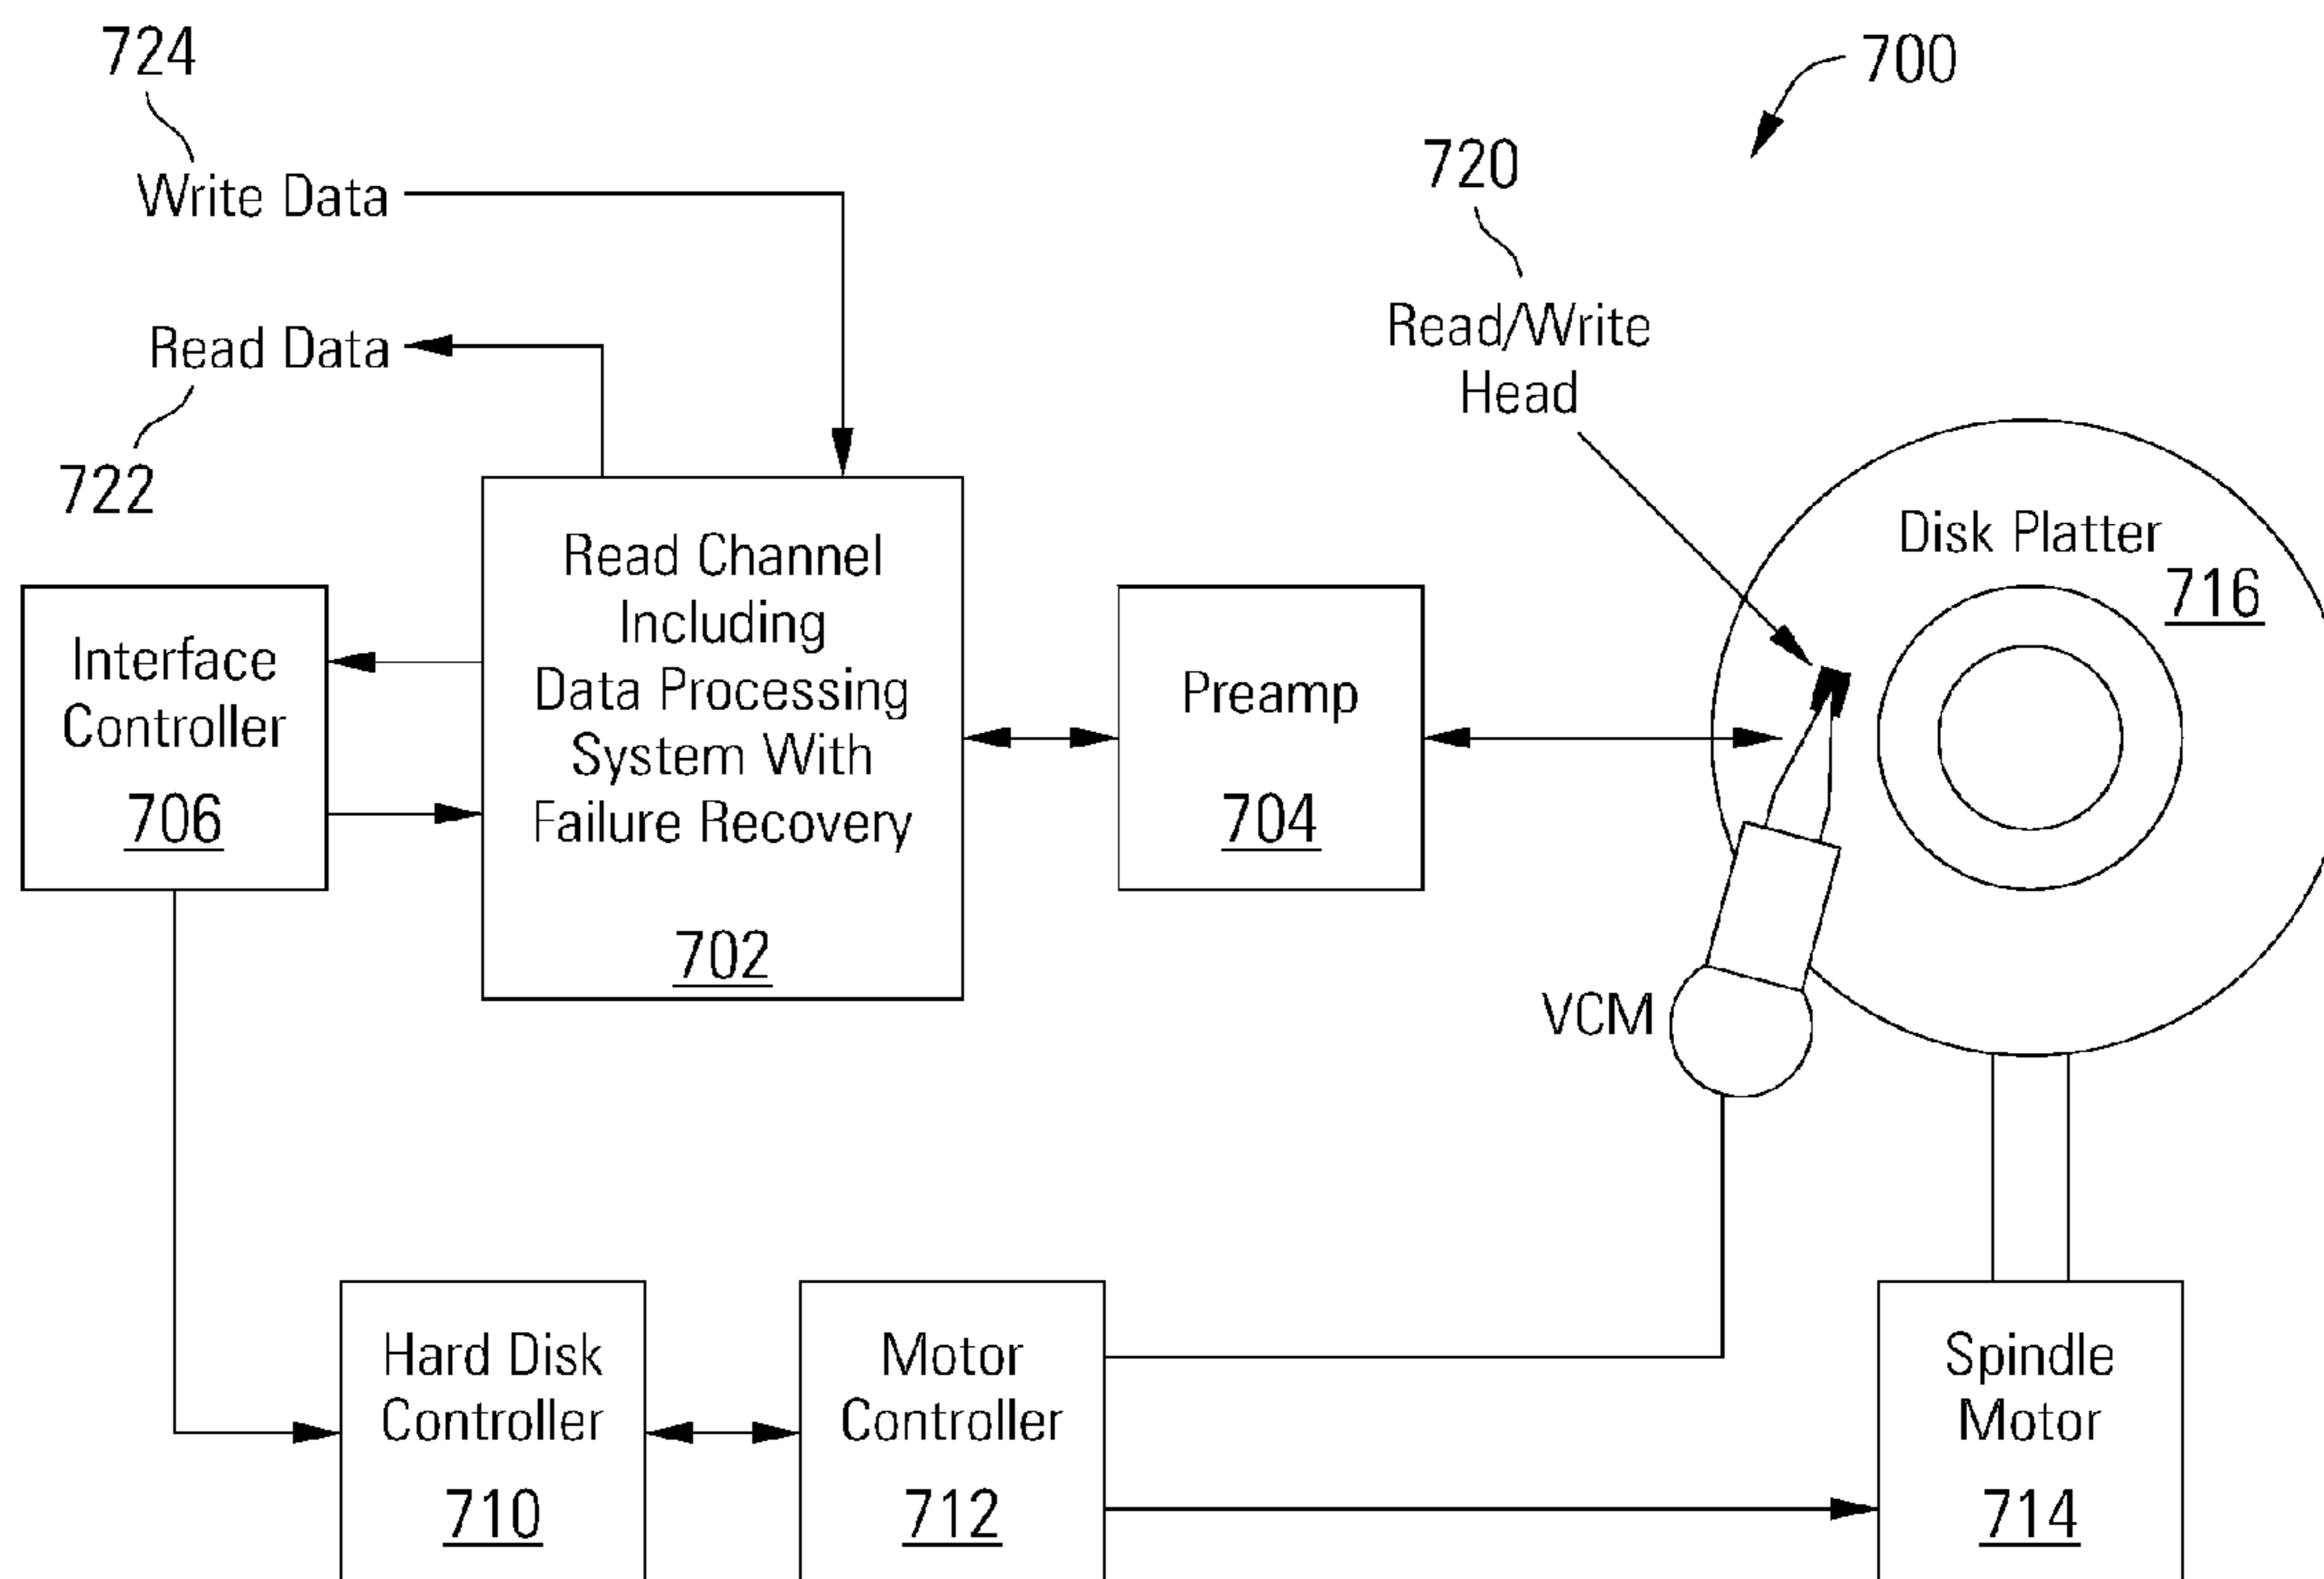 724
700
Write Data
720
Read/Write
Head
Read Data
722
Disk Platter
716
Read Channel
Including
Data Processing
System With
Failure Recovery
702
Interface
Controller
706
Preamp
704
VCM
Hard Disk
Controller
710
Motor
Controller
712
Spindle
Motor
714